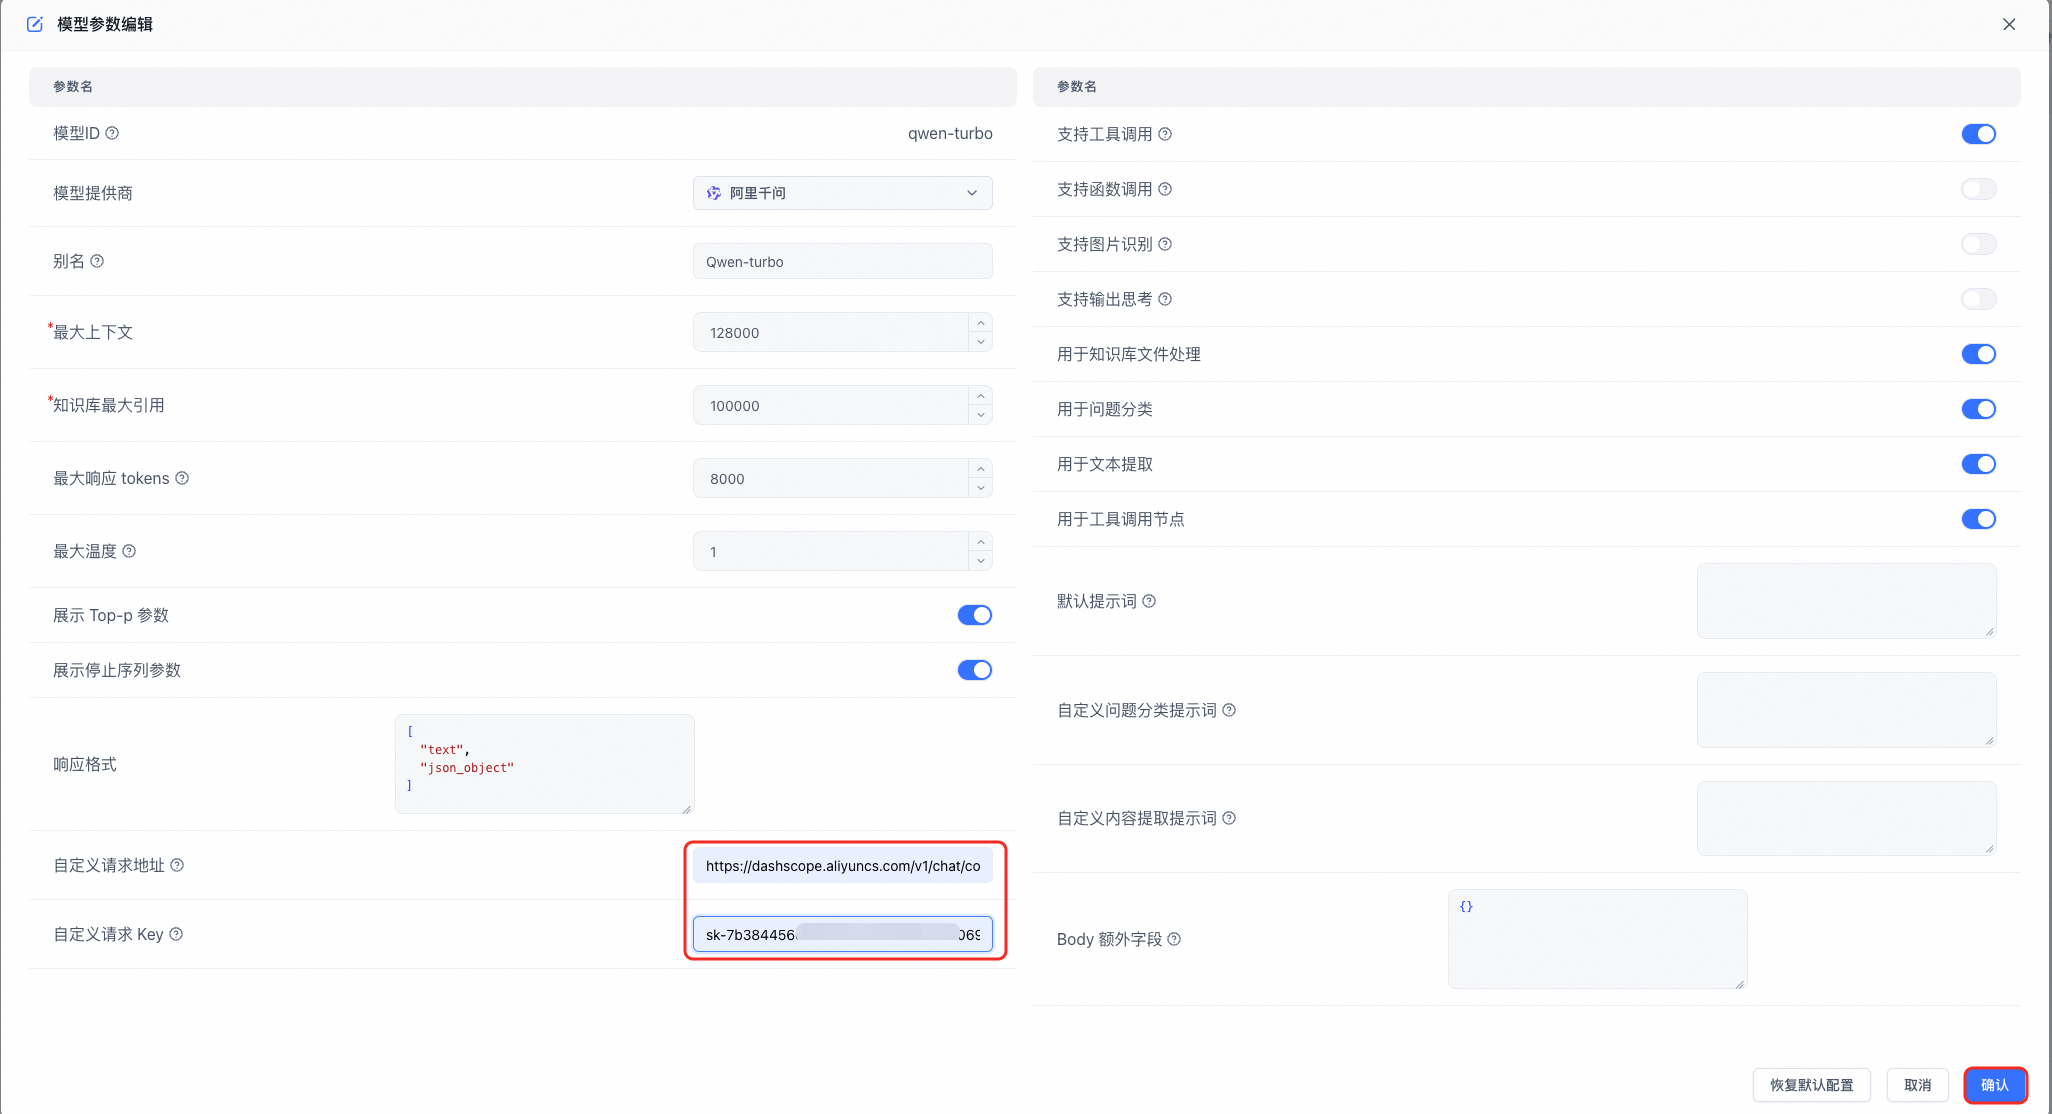 模型参数编辑
参数名
模型ID
qwen-turbo
模型提供商
阿里千问
别名
Qwen-turbo
*最大上下文
128000
*知识库最大引用
100000
最大响应 tokens
8000
最大温度
1
展示 Top-p 参数
展示停止序列参数
响应格式
[
"text",
"json_object"
]
自定义请求地址
https://dashscope.aliyuncs.com/v1/chat/co
自定义请求 Key
sk-7b384456 069
参数名
支持工具调用
支持函数调用
支持图片识别
支持输出思考
用于知识库文件处理
用于问题分类
用于文本提取
用于工具调用节点
默认提示词
自定义问题分类提示词
自定义内容提取提示词
Body 额外字段
{}
恢复默认配置
取消
确认